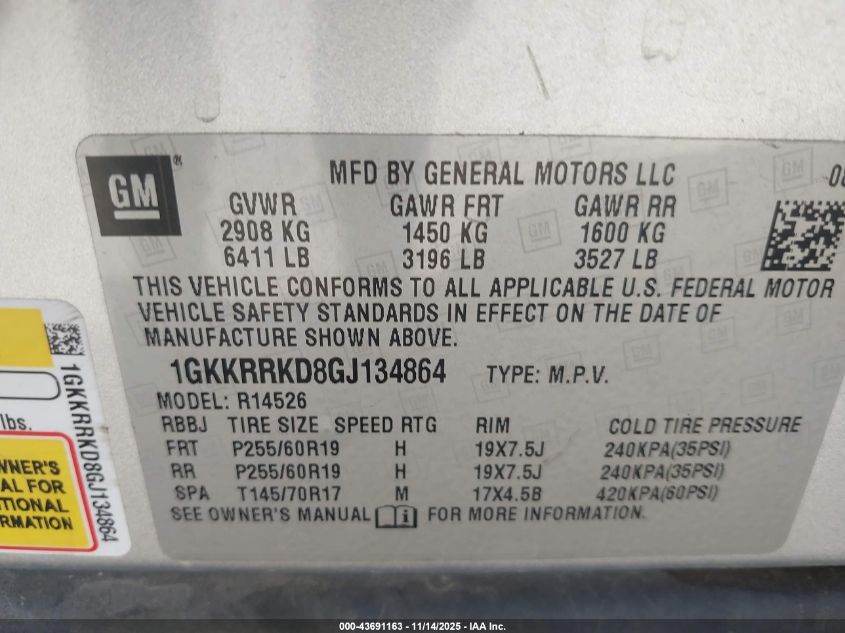 GM
MFD BY GENERAL MOTORS LLC
GVWR GAWR FRT GAWR RR
2908 KG 1450 KG 1600 KG
6411 LB 3196 LB 3527 LB
THIS VEHICLE CONFORMS TO ALL APPLICABLE U.S. FEDERAL MOTOR
VEHICLE SAFETY STANDARDS IN EFFECT ON THE DATE OF
MANUFACTURE SHOWN ABOVE.
1GKKRRKD8GJ134864 TYPE: M.P.V.
MODEL: R14526
RBBJ TIRE SIZE SPEED RTG RIM COLD TIRE PRESSURE
FRT P255/60R19 H 19X7.5J 240KPA(35PSI)
RR P255/60R19 H 19X7.5J 240KPA(35PSI)
SPA T145/70R17 M 17X4.5B 420KPA(60PSI)
SEE OWNER'S MANUAL FOR MORE INFORMATION.
1GKKRRKD8GJ134864
lbs.
WNER'S
AL FOR
ITIONAL
RMATION
000-43691163 - 11/14/2025 - IAA Inc.